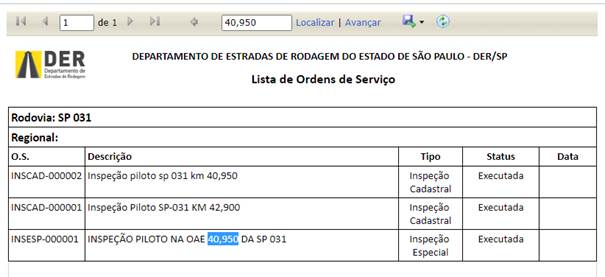 1 de 1 40,950 Localizar | Avançar
DER
Departamento de
Estradas de Rodagem
DEPARTAMENTO DE ESTRADAS DE RODAGEM DO ESTADO DE SÃO PAULO - DER/SP
Lista de Ordens de Serviço
Rodovia: SP 031
Regional:
O.S. Descrição Tipo Status Data
INSCAD-000002 Inspeção piloto sp 031 km 40,950 Inspeção Executada
Cadastral
INSCAD-000001 Inspeção Piloto SP-031 KM 42,900 Inspeção Executada
Cadastral
INSESP-000001 INSPEÇÃO PILOTO NA OAE 40,950 DA SP 031 Inspeção Executada
Especial